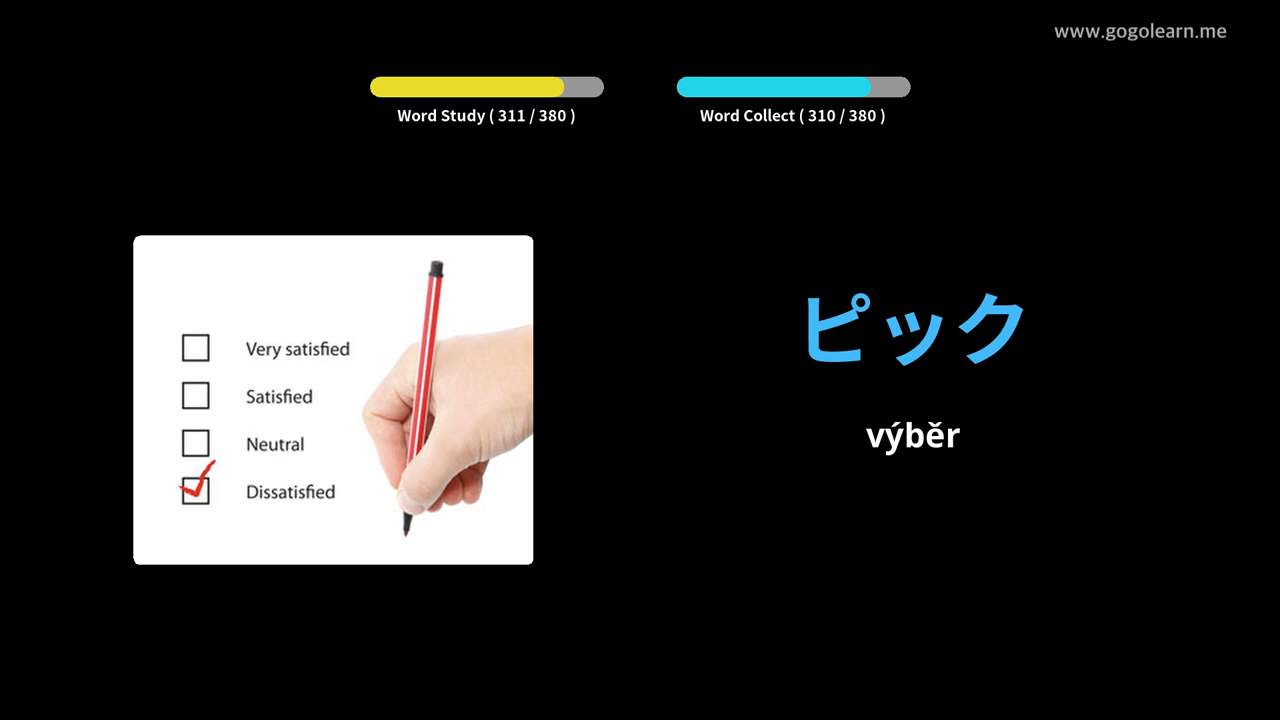 www.gogolearn.me
Word Study ( 311 / 380 )
Word Collect ( 310 / 380 )
Very satisfied
Satisfied
Neutral
Dissatisfied
ピック
výběr